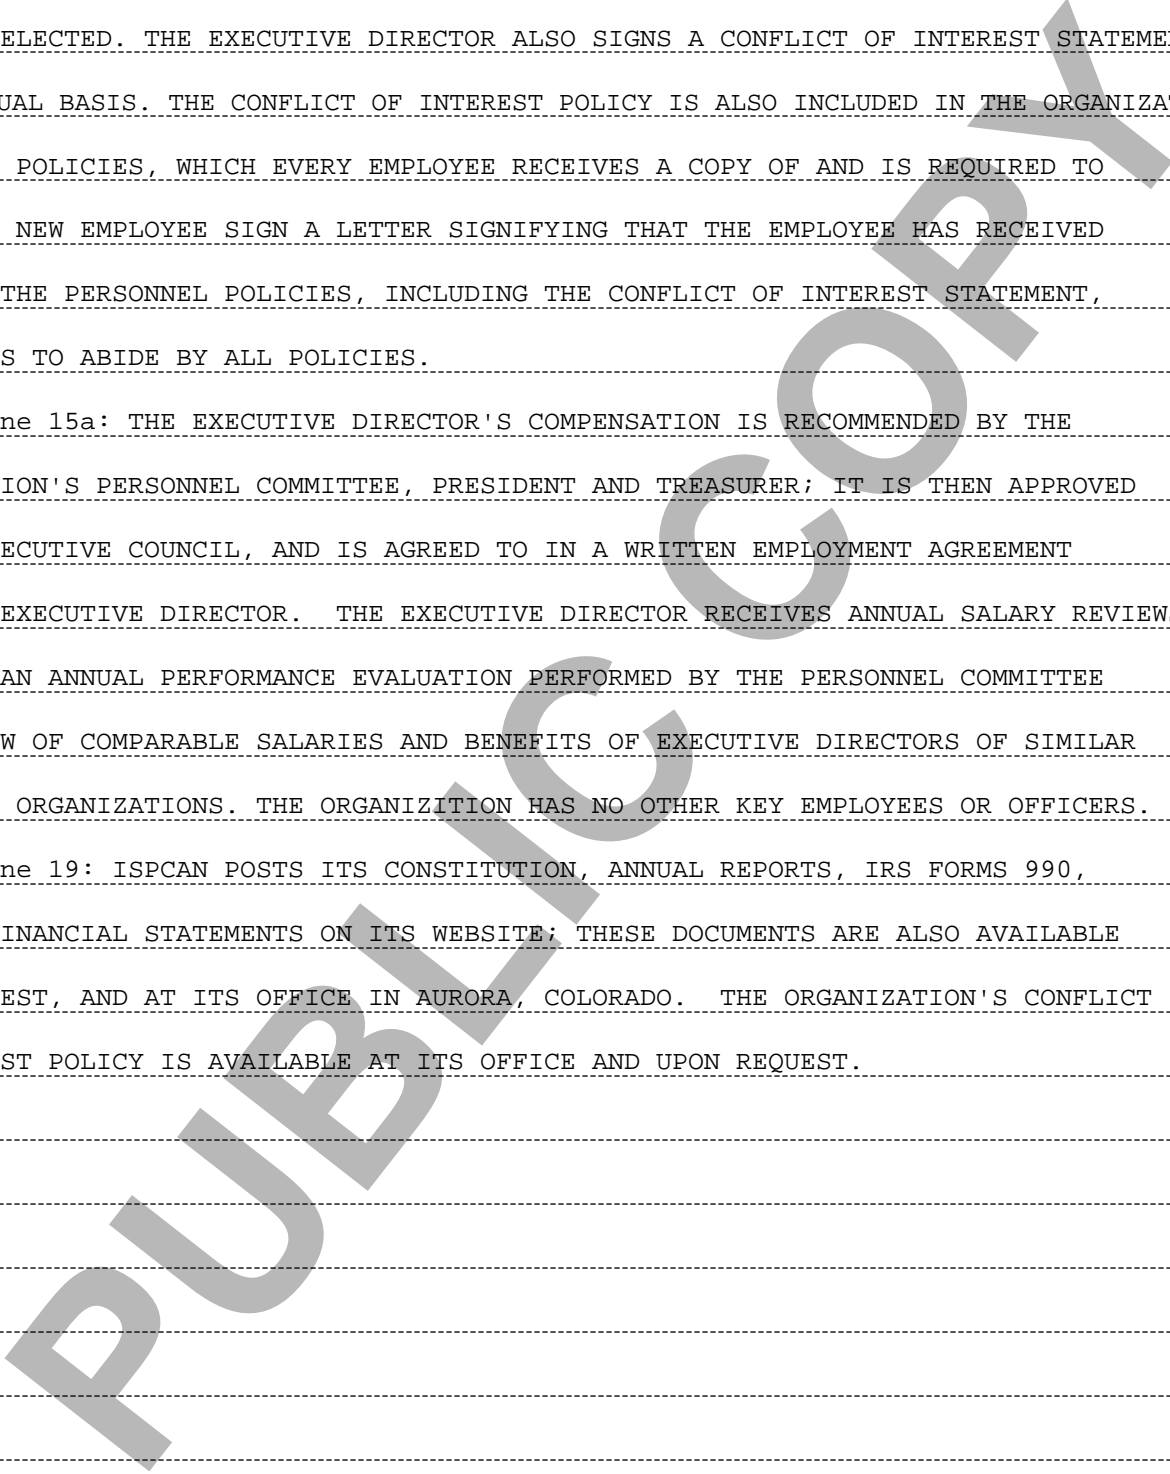 ELECTED. THE EXECUTIVE DIRECTOR ALSO SIGNS A CONFLICT OF INTEREST STATEME
UAL BASIS. THE CONFLICT OF INTEREST POLICY IS ALSO INCLUDED IN THE ORGANIZAT
POLICIES, WHICH EVERY EMPLOYEE RECEIVES A COPY OF AND IS REQUIRED TO
NEW EMPLOYEE SIGN A LETTER SIGNIFYING THAT THE EMPLOYEE HAS RECEIVED
THE PERSONNEL POLICIES, INCLUDING THE CONFLICT OF INTEREST STATEMENT,
S TO ABIDE BY ALL POLICIES.
ne 15a: THE EXECUTIVE DIRECTOR'S COMPENSATION IS RECOMMENDED BY THE
ION'S PERSONNEL COMMITTEE, PRESIDENT AND TREASURER; IT IS THEN APPROVED
ECUTIVE COUNCIL, AND IS AGREED TO IN A WRITTEN EMPLOYMENT AGREEMENT
EXECUTIVE DIRECTOR. THE EXECUTIVE DIRECTOR RECEIVES ANNUAL SALARY REVIEWS
AN ANNUAL PERFORMANCE EVALUATION PERFORMED BY THE PERSONNEL COMMITTEE
W OF COMPARABLE SALARIES AND BENEFITS OF EXECUTIVE DIRECTORS OF SIMILAR
ORGANIZATIONS. THE ORGANIZITION HAS NO OTHER KEY EMPLOYEES OR OFFICERS.
ne 19: ISPCAN POSTS ITS CONSTITUTION, ANNUAL REPORTS, IRS FORMS 990,
INANCIAL STATEMENTS ON ITS WEBSITE; THESE DOCUMENTS ARE ALSO AVAILABLE
EST, AND AT ITS OFFICE IN AURORA, COLORADO. THE ORGANIZATION'S CONFLICT
ST POLICY IS AVAILABLE AT ITS OFFICE AND UPON REQUEST.
PUBLIC COPY